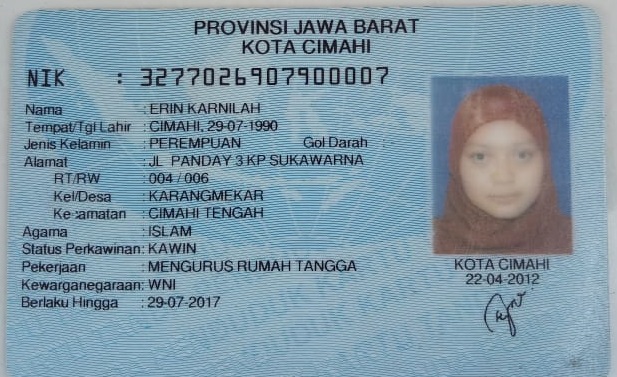 PROVINSI JAWA BARAT
KOTA CIMAHI
NIK : 3277026907900007
Nama : ERIN KARNILAH
Tempat/Tgl Lahir : CIMAHI, 29-07-1990
Jenis Kelamin : PEREMPUAN Gol Darah :
Alamat : JL PANDAY 3 KP SUKAWARNA
RT/RW : 004 / 006
Kel/Desa : KARANGMEKAR
Kecamatan : CIMAHI TENGAH
Agama : ISLAM
Status Perkawinan: KAWIN
Pekerjaan : MENGURUS RUMAH TANGGA
Kewarganegaraan: WNI
Berlaku Hingga : 29-07-2017
KOTA CIMAHI
22-04-2012